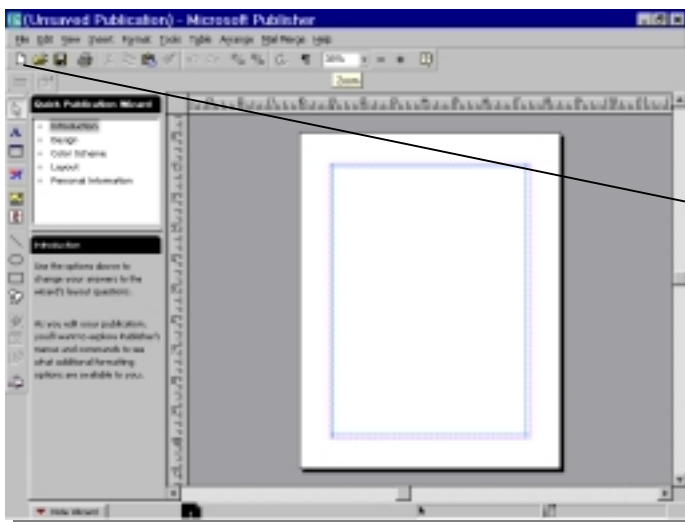 (Unsaved Publication) - Microsoft Publisher
File Edit View Insert Format Tools Table Arrange Mail Merge Help
Zoom
Quick Publication Wizard
Introduction
Design
Color Scheme
Layout
Personal Information
Introduction
Use the options above to
change your answers to the
wizard's layout questions.
As you edit your publication,
you'll want to explore Publisher's
menus and commands to see
what additional formatting
options are available to you.
Hide Wizard